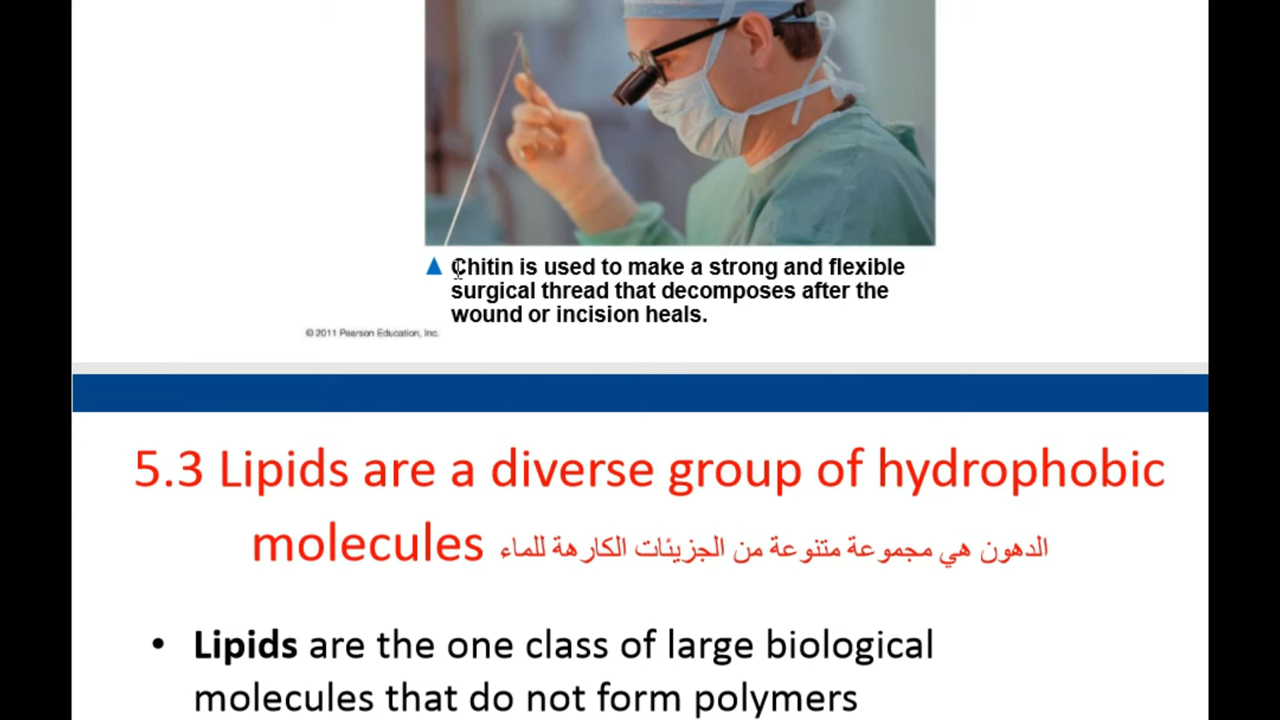 ▲ Chitin is used to make a strong and flexible
surgical thread that decomposes after the
wound or incision heals.
© 2011 Pearson Education, Inc.
5.3 Lipids are a diverse group of hydrophobic
molecules الدهون هي مجموعة متنوعة من الجزيئات الكارهة للماء
• Lipids are the one class of large biological
molecules that do not form polymers